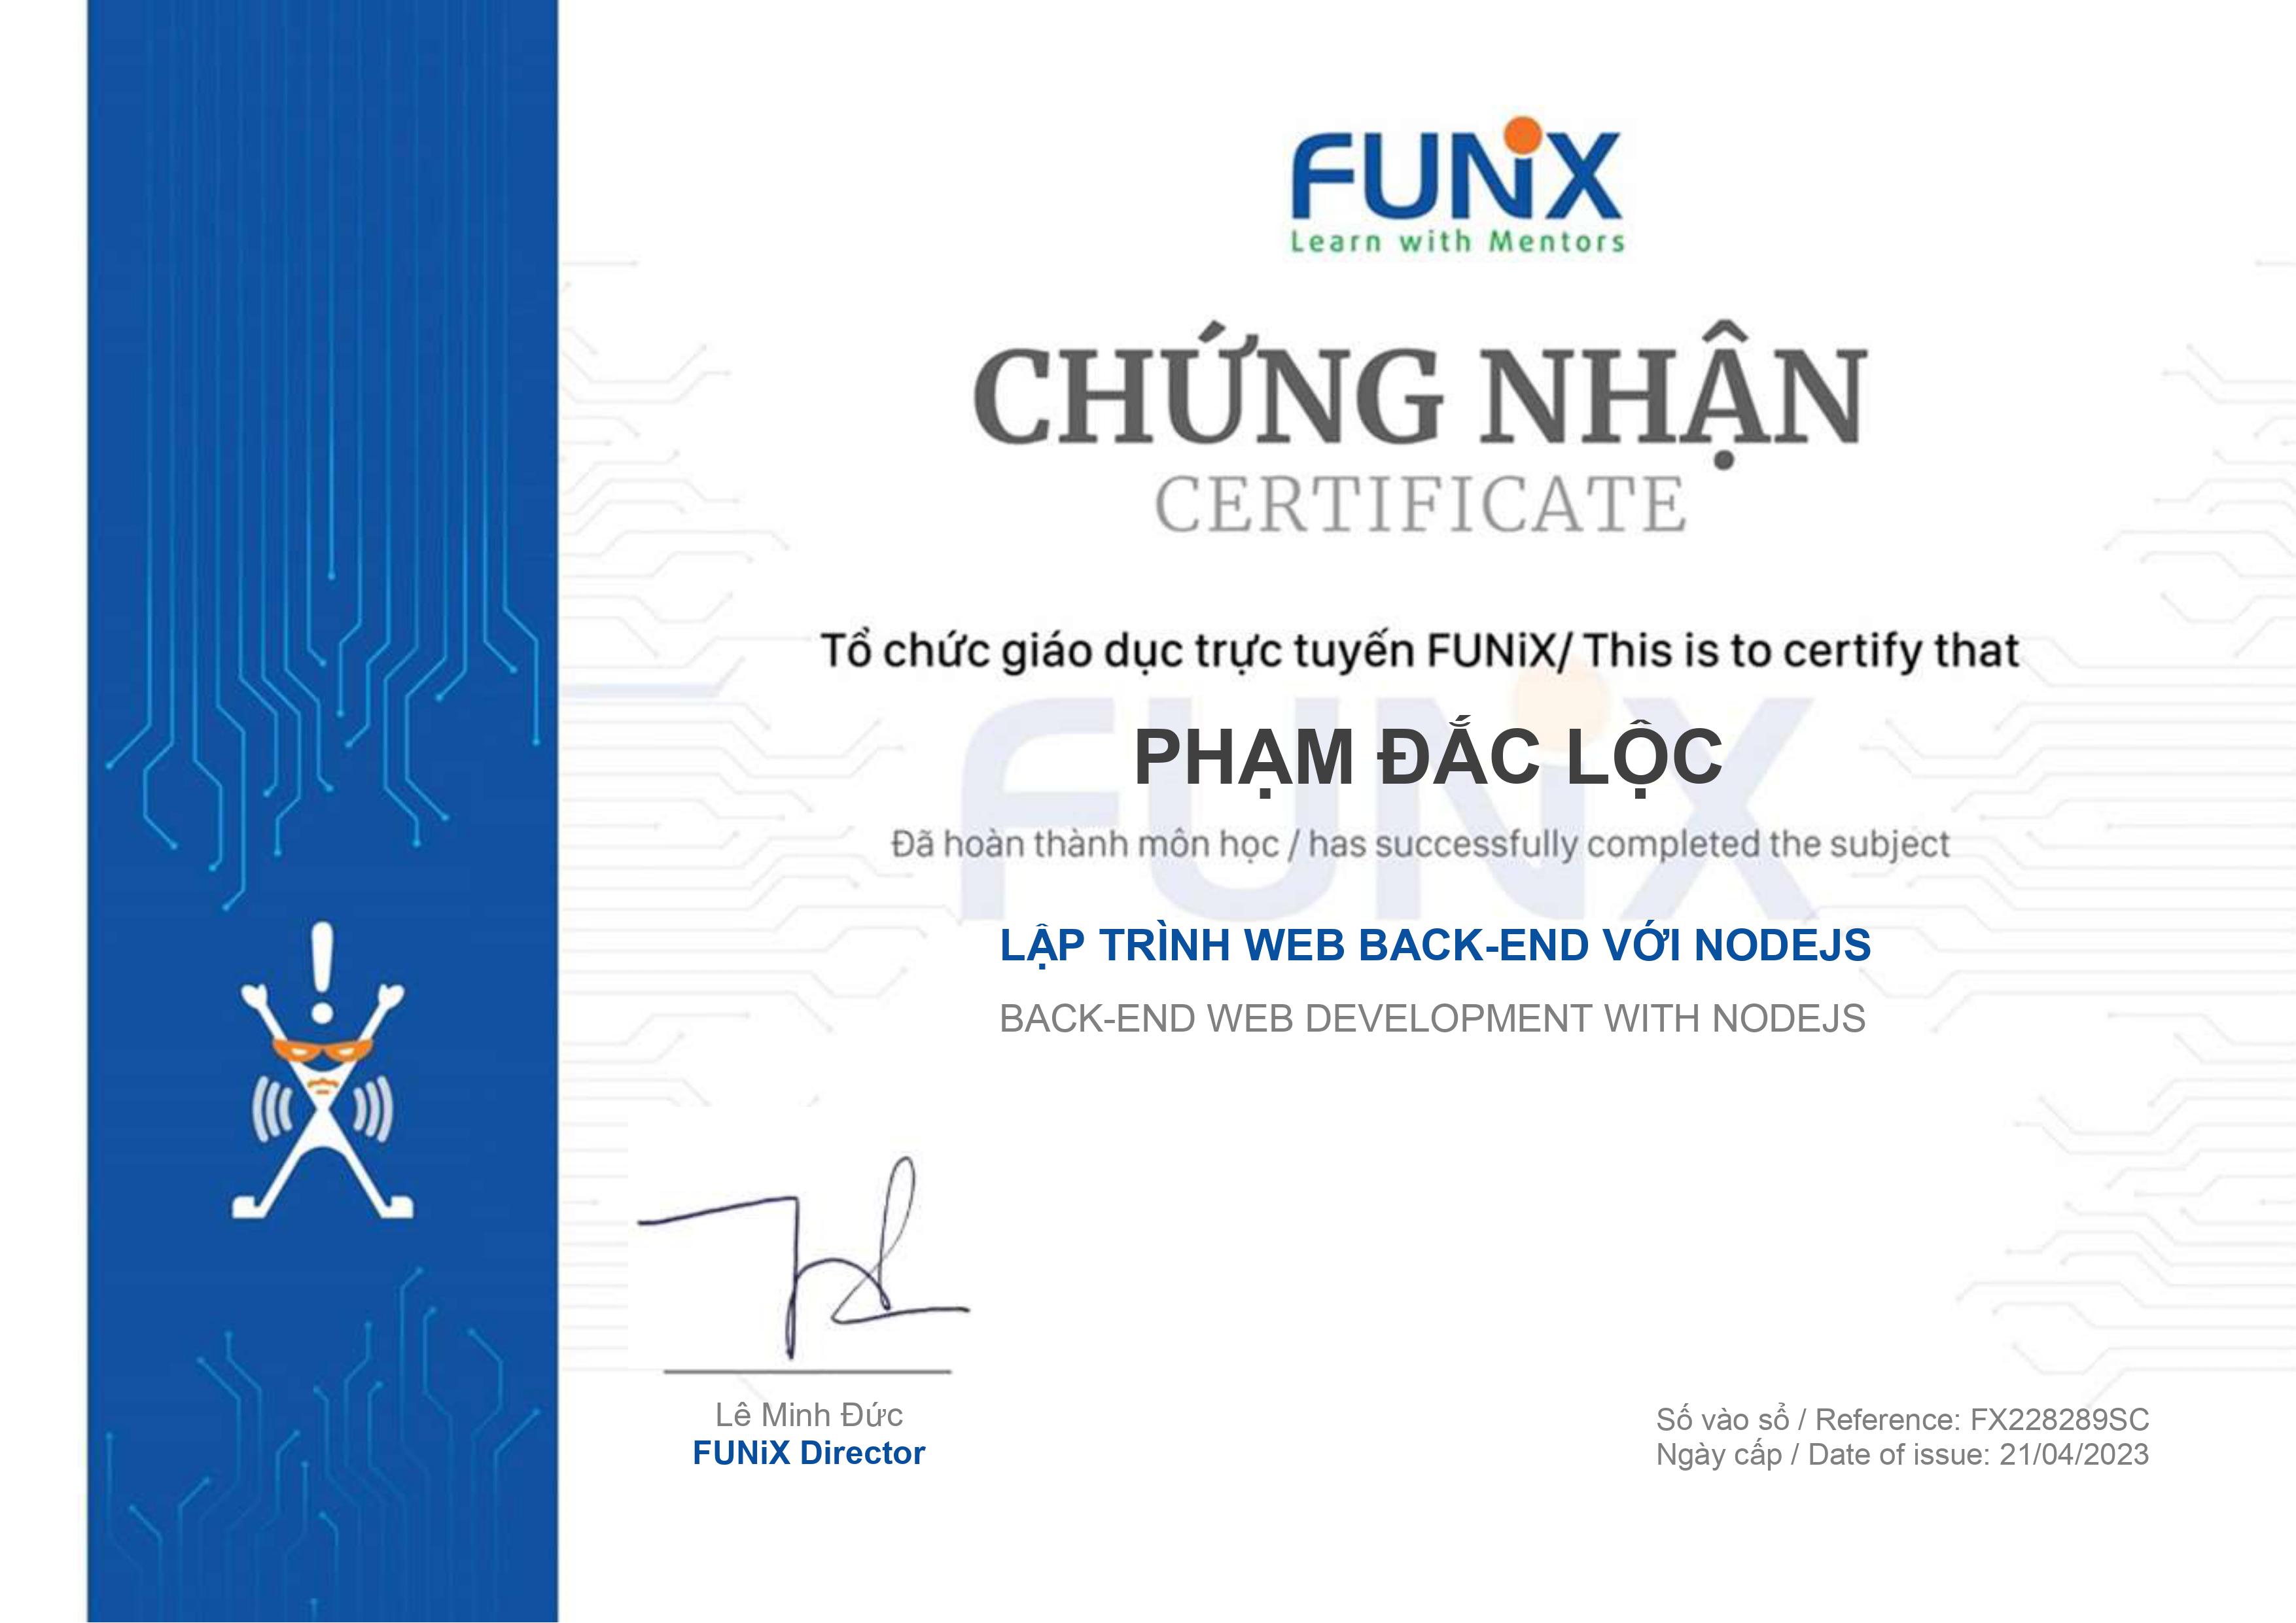 FUNiX
Learn with Mentors
CHỨNG NHẬN
CERTIFICATE
Tổ chức giáo dục trực tuyến FUNiX/ This is to certify that
PHẠM ĐẮC LỘC
Đã hoàn thành môn học / has successfully completed the subject
LẬP TRÌNH WEB BACK-END VỚI NODEJS
BACK-END WEB DEVELOPMENT WITH NODEJS
Lê Minh Đức
FUNiX Director
Số vào sổ / Reference: FX228289SC
Ngày cấp / Date of issue: 21/04/2023